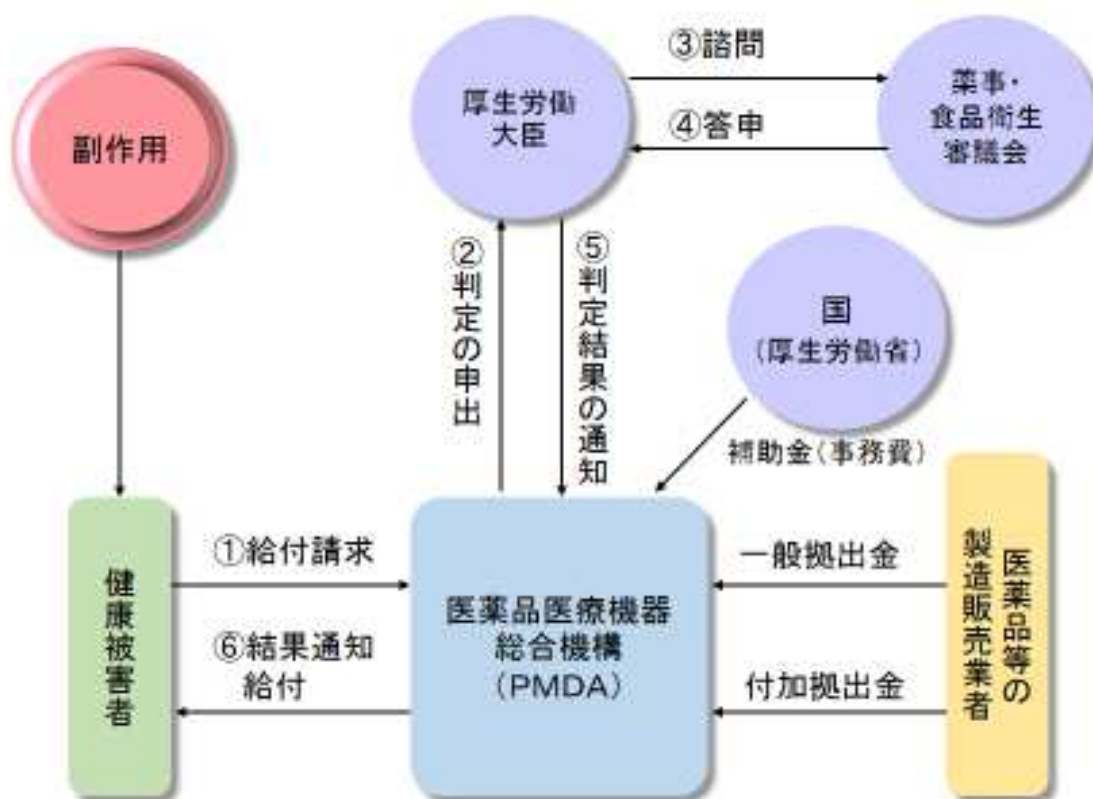 副作用
厚生労働
大臣
③諮問
④答申
薬事・
食品衛生
審議会
②判定の申出
⑤判定結果の通知
国
（厚生労働省）
補助金（事務費）
健康被害者
①給付請求
⑥結果通知
給付
医薬品医療機器
総合機構
（PMDA）
一般拠出金
付加拠出金
医薬品等の
製造販売業者